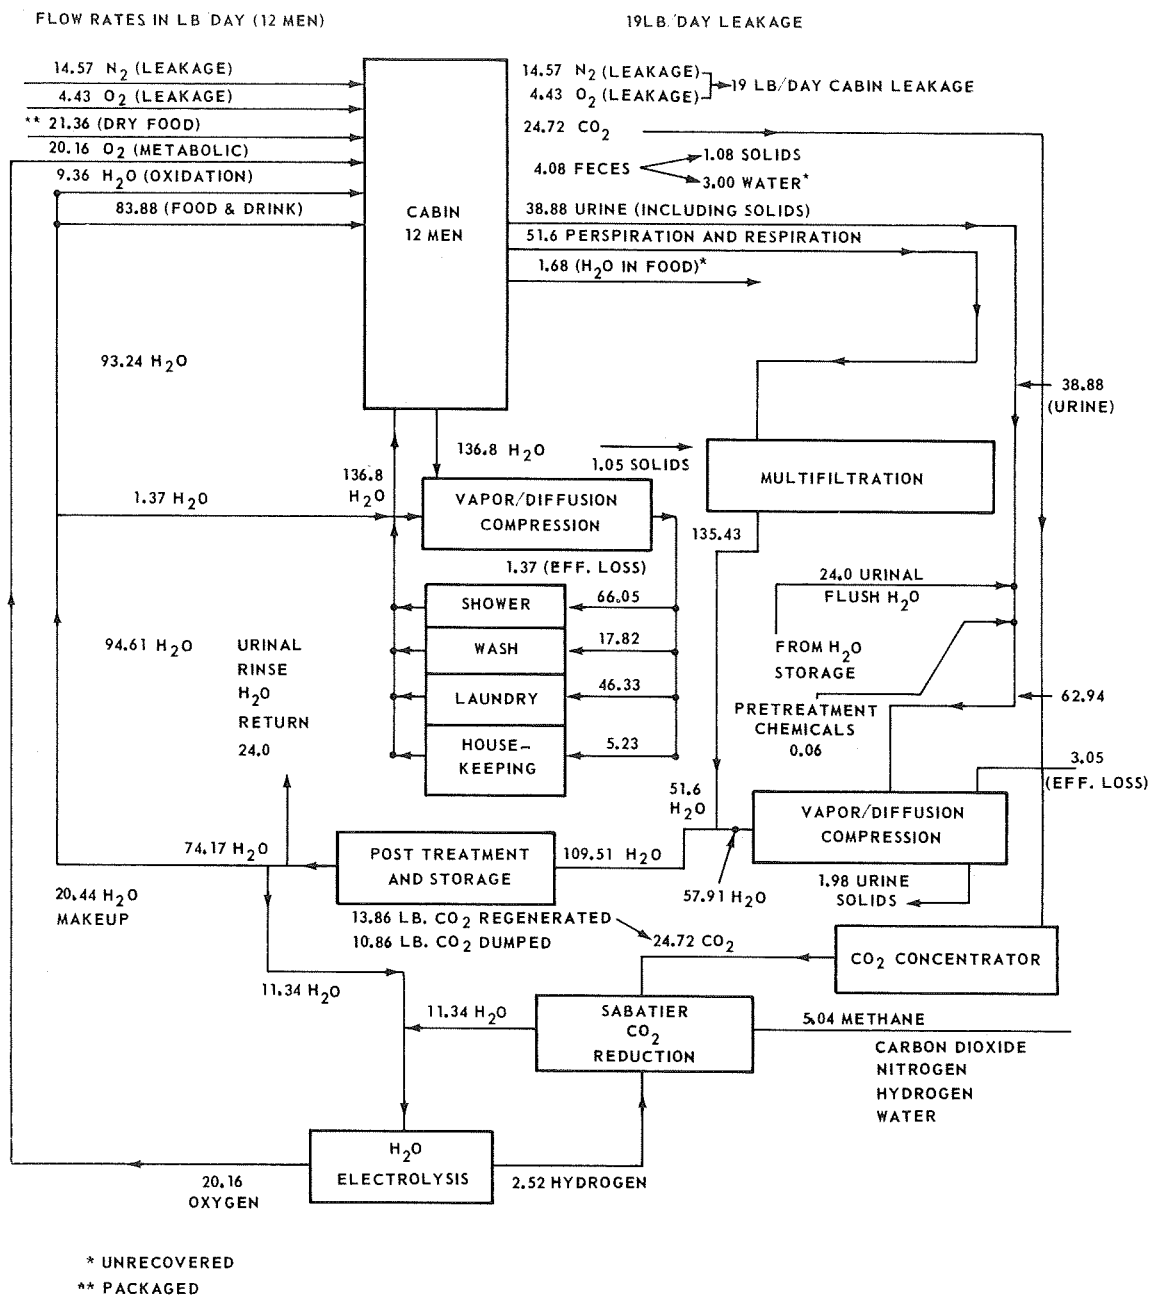 FLOW RATES IN LB DAY (12 MEN)
19LB. DAY LEAKAGE
14.57 N2 (LEAKAGE)
4.43 O2 (LEAKAGE)
** 21.36 (DRY FOOD)
20.16 O2 (METABOLIC)
9.36 H2O (OXIDATION)
83.88 (FOOD & DRINK)
CABIN
12 MEN
14.57 N2 (LEAKAGE)
4.43 O2 (LEAKAGE)
19 LB/DAY CABIN LEAKAGE
24.72 CO2
4.08 FECES
1.08 SOLIDS
3.00 WATER*
38.88 URINE (INCLUDING SOLIDS)
51.6 PERSPIRATION AND RESPIRATION
1.68 (H2O IN FOOD)*
93.24 H2O
38.88
(URINE)
136.8 H2O
1.05 SOLIDS
MULTIFILTRATION
136.8
H2O
1.37 H2O
VAPOR/DIFFUSION
COMPRESSION
135.43
1.37 (EFF. LOSS)
SHOWER
66.05
WASH
17.82
LAUNDRY
46.33
HOUSE-
KEEPING
5.23
24.0 URINAL
FLUSH H2O
FROM H2O
STORAGE
94.61 H2O
URINAL
RINSE
H2O
RETURN
24.0
62.94
PRETREATMENT
CHEMICALS
0.06
3.05
(EFF. LOSS)
51.6
H2O
VAPOR/DIFFUSION
COMPRESSION
74.17 H2O
POST TREATMENT
AND STORAGE
109.51 H2O
57.91 H2O
1.98 URINE
SOLIDS
20.44 H2O
MAKEUP
13.86 LB. CO2 REGENERATED
10.86 LB. CO2 DUMPED
24.72 CO2
CO2 CONCENTRATOR
11.34 H2O
11.34 H2O
SABATIER
CO2
REDUCTION
5.04 METHANE
CARBON DIOXIDE
NITROGEN
HYDROGEN
WATER
H2O
ELECTROLYSIS
20.16
OXYGEN
2.52 HYDROGEN
* UNRECOVERED
** PACKAGED